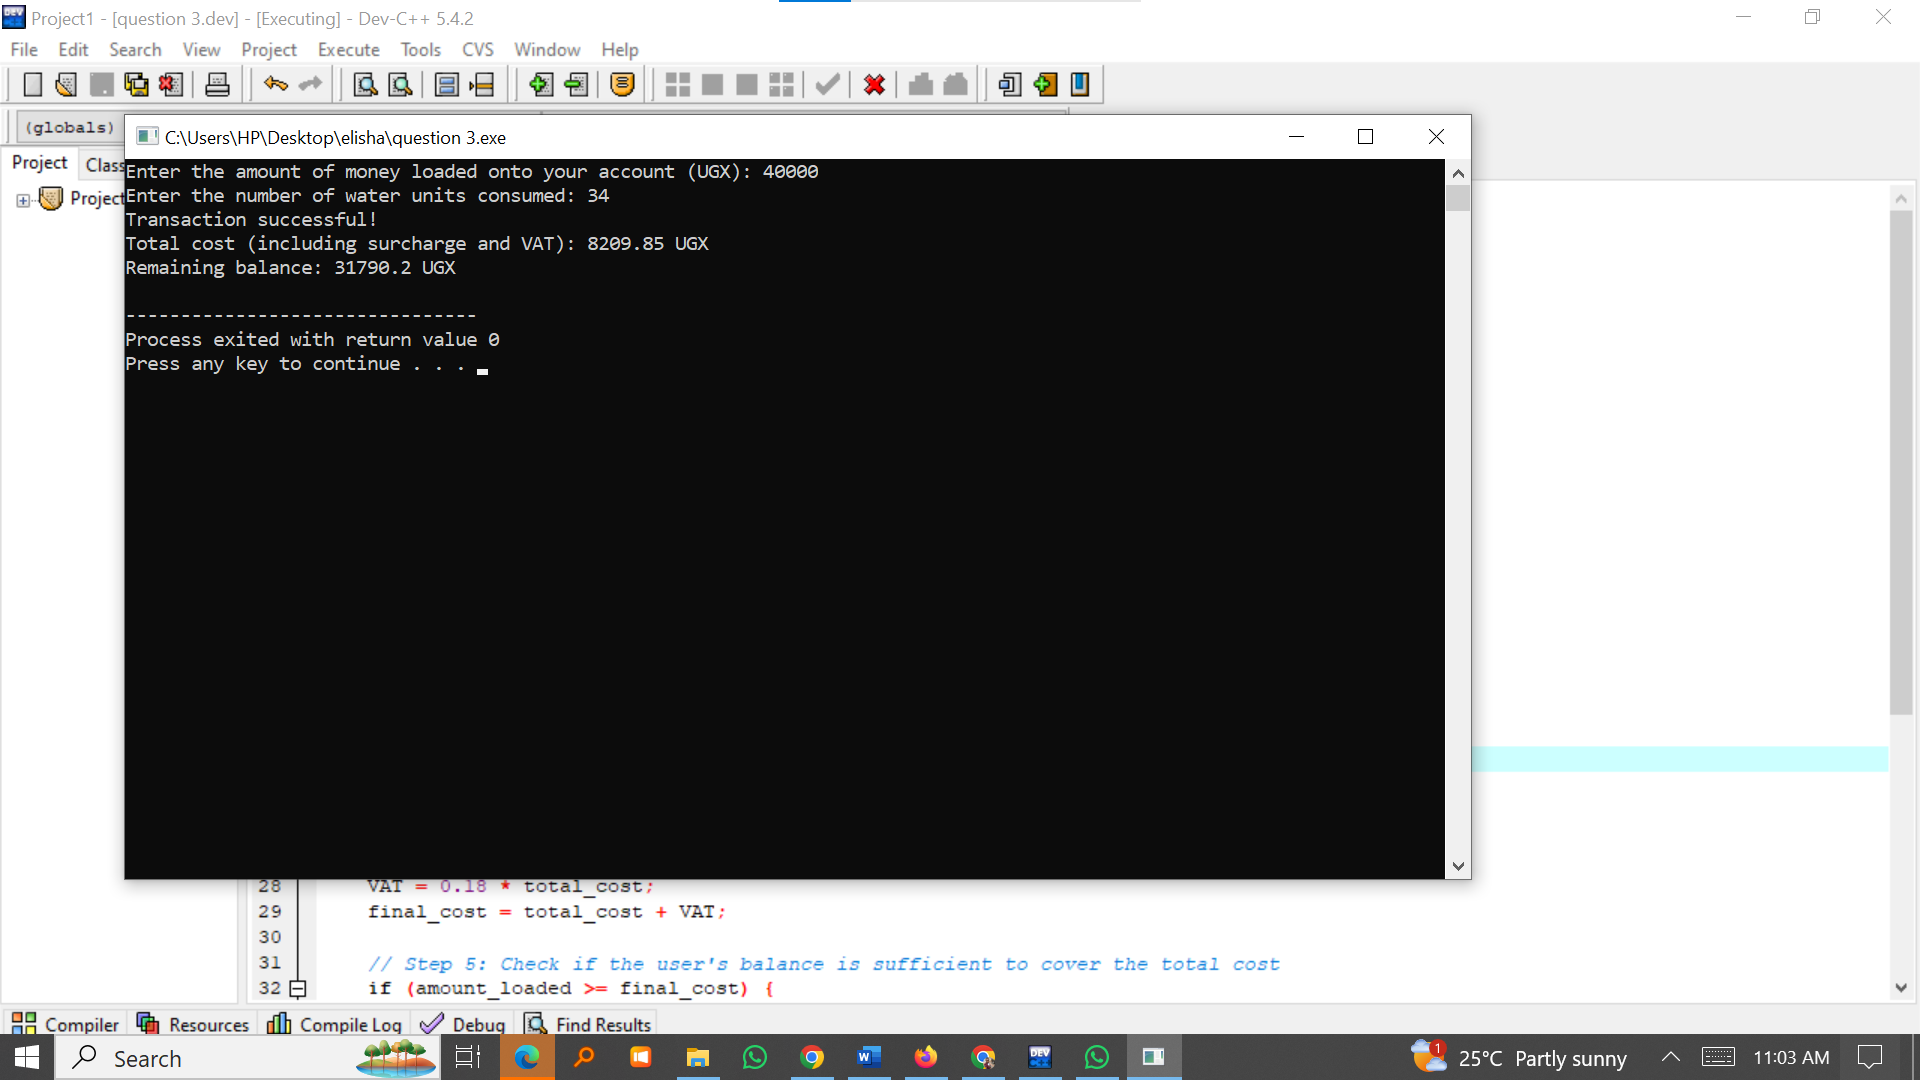 Project1 - [question 3.dev] - [Executing] - Dev-C++ 5.4.2
File Edit Search View Project Execute Tools CVS Window Help
(globals)
C:\Users\HP\Desktop\elisha\question 3.exe
Project Class
Project
Enter the amount of money loaded onto your account (UGX): 40000
Enter the number of water units consumed: 34
Transaction successful!
Total cost (including surcharge and VAT): 8209.85 UGX
Remaining balance: 31790.2 UGX
--------------------------------
Process exited with return value 0
Press any key to continue . . .
28 VAT = 0.18 * total_cost;
29 final_cost = total_cost + VAT;
30
31 // Step 5: Check if the user's balance is sufficient to cover the total cost
32 if (amount_loaded >= final_cost) {
Compiler Resources Compile Log Debug Find Results
Search
W
DEV
1
25°C Partly sunny
11:03 AM